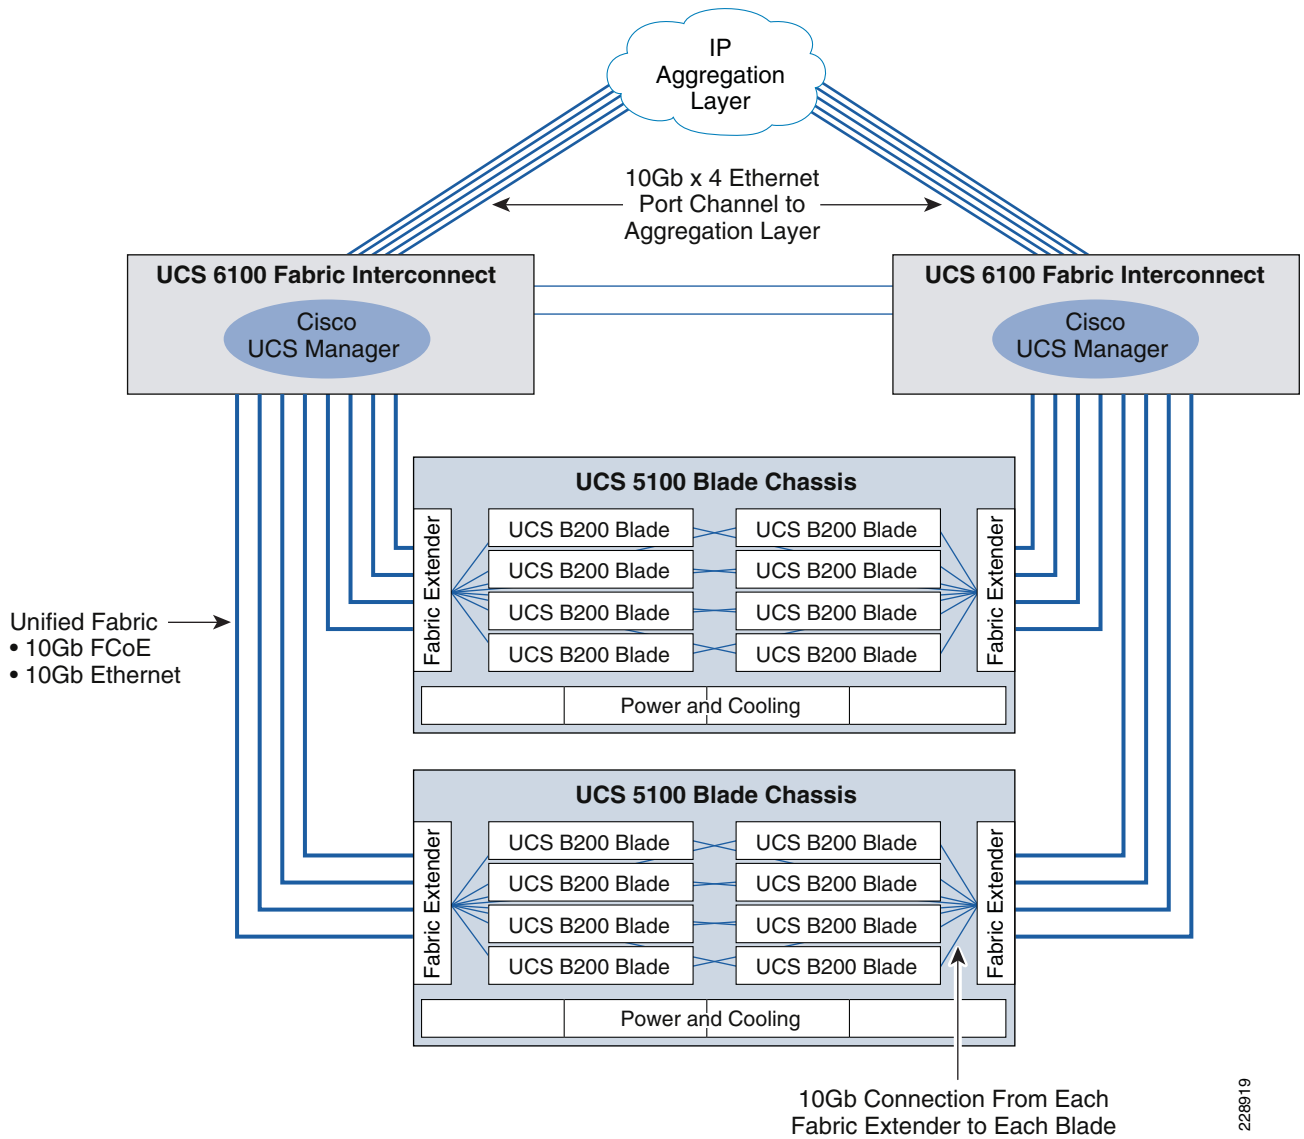 IP
Aggregation
Layer
10Gb x 4 Ethernet
Port Channel to
Aggregation Layer
UCS 6100 Fabric Interconnect
Cisco
UCS Manager
UCS 6100 Fabric Interconnect
Cisco
UCS Manager
Unified Fabric
• 10Gb FCoE
• 10Gb Ethernet
UCS 5100 Blade Chassis
Fabric Extender
UCS B200 Blade
UCS B200 Blade
UCS B200 Blade
UCS B200 Blade
UCS B200 Blade
UCS B200 Blade
UCS B200 Blade
UCS B200 Blade
Fabric Extender
Power and Cooling
UCS 5100 Blade Chassis
Fabric Extender
UCS B200 Blade
UCS B200 Blade
UCS B200 Blade
UCS B200 Blade
UCS B200 Blade
UCS B200 Blade
UCS B200 Blade
UCS B200 Blade
Fabric Extender
Power and Cooling
10Gb Connection From Each
Fabric Extender to Each Blade
228919